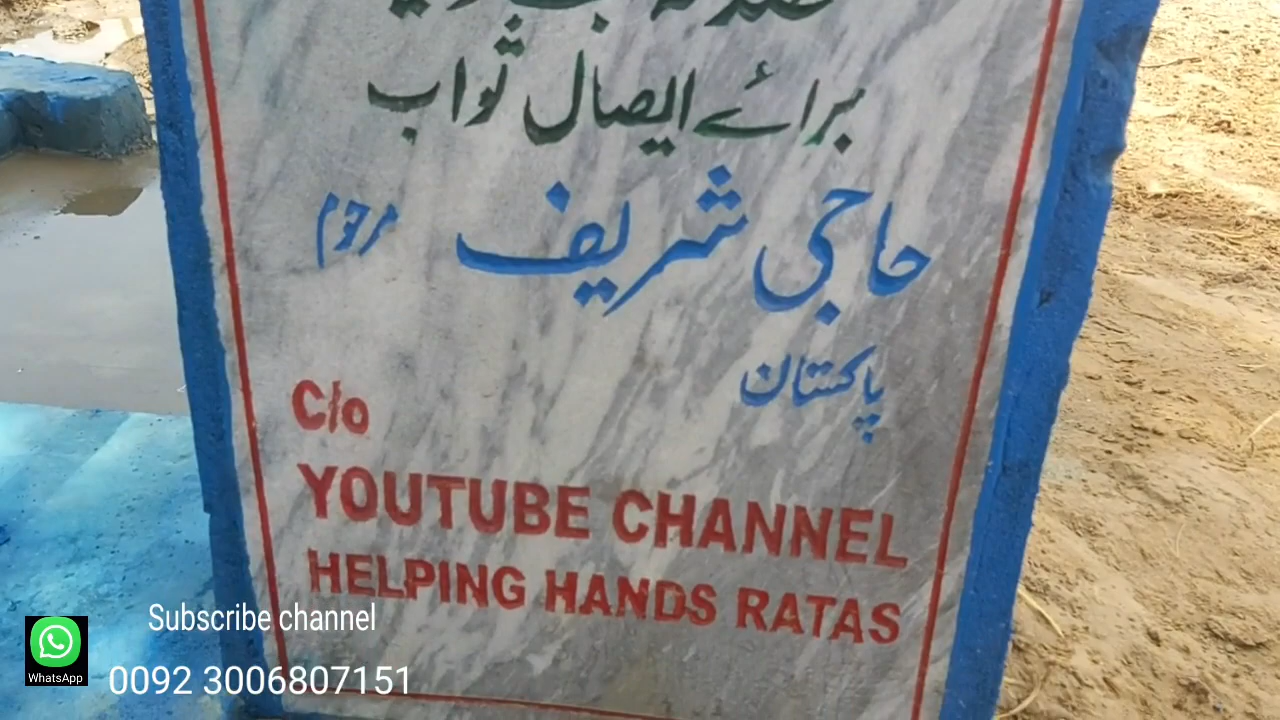 برائے ایصال ثواب
حاجی شریف مرحوم
پاکستان
C/o
YOUTUBE CHANNEL
HELPING HANDS RATAS
Subscribe channel
WhatsApp
0092 3006807151